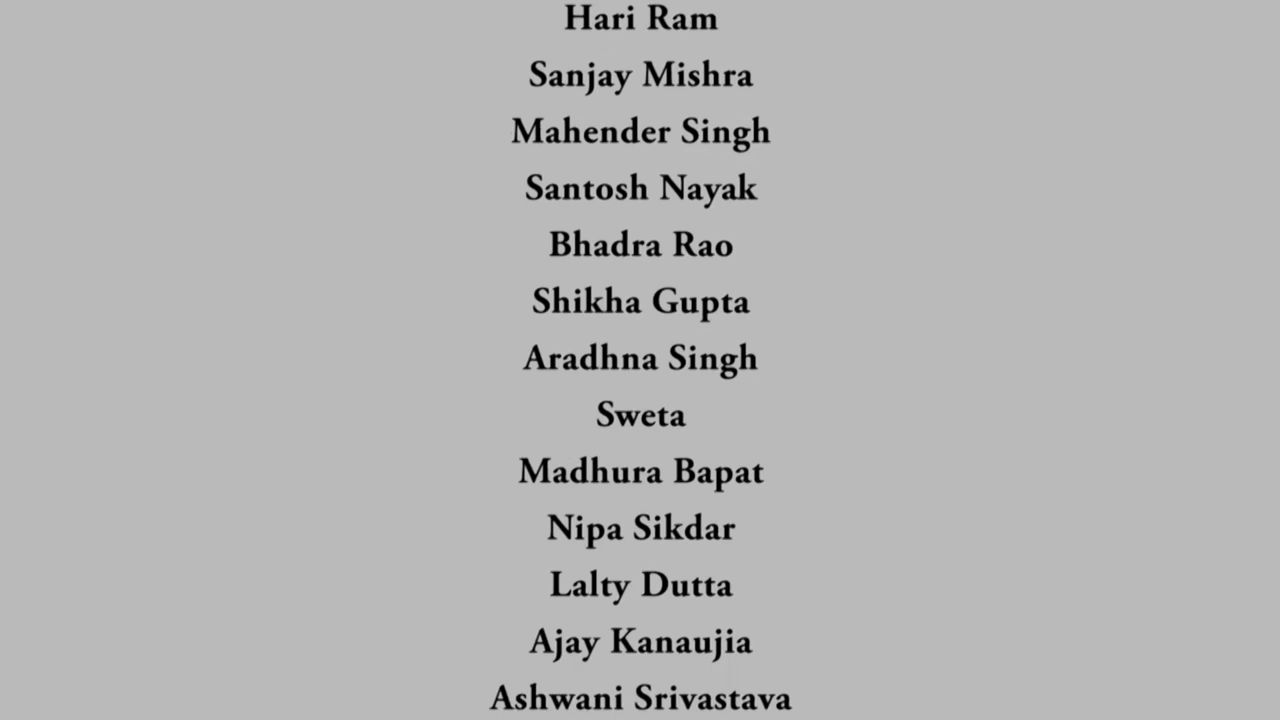 Hari Ram
Sanjay Mishra
Mahender Singh
Santosh Nayak
Bhadra Rao
Shikha Gupta
Aradhna Singh
Sweta
Madhura Bapat
Nipa Sikdar
Lalty Dutta
Ajay Kanaujia
Ashwani Srivastava